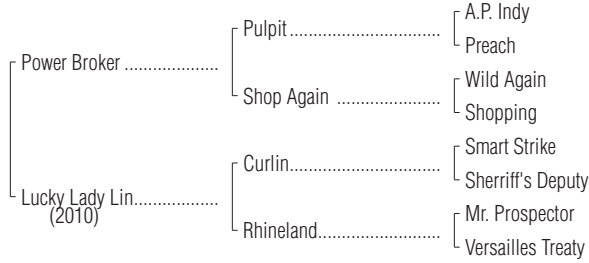 A.P. Indy
Pulpit
Preach
Power Broker
Wild Again
Shop Again
Shopping
Smart Strike
Curlin
Sherriff's Deputy
Lucky Lady Lin
(2010)
Mr. Prospector
Rhineland
Versailles Treaty